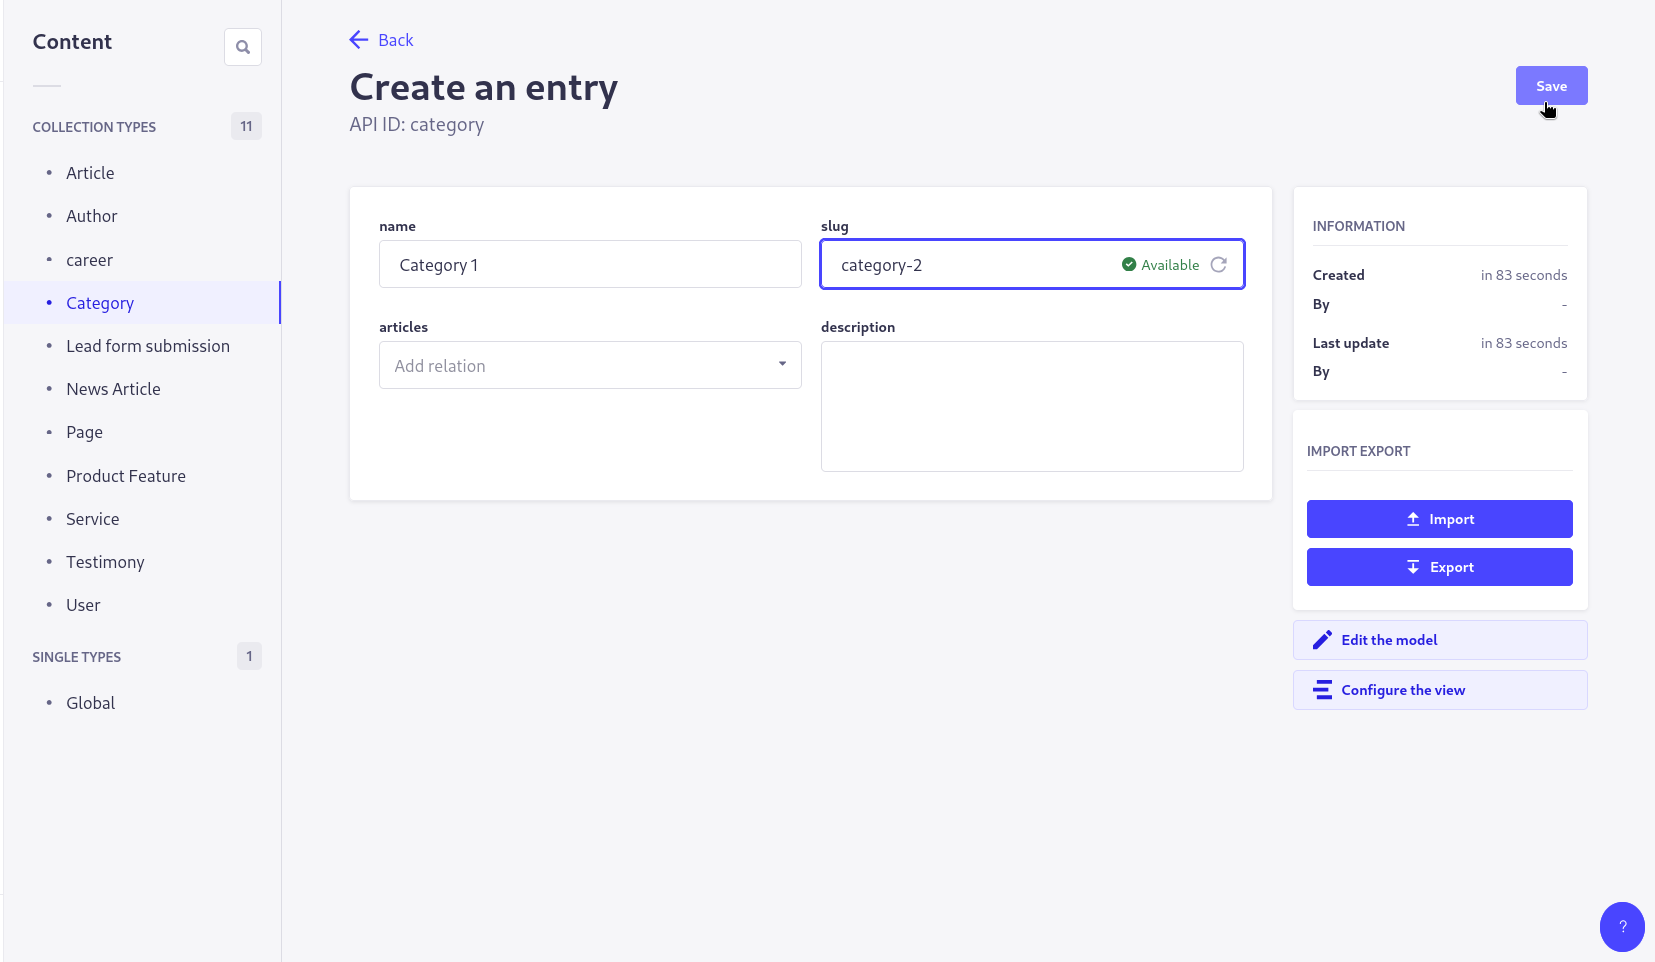 Content
COLLECTION TYPES 11
Article
Author
career
Category
Lead form submission
News Article
Page
Product Feature
Service
Testimony
User
SINGLE TYPES 1
Global
Back
Create an entry
API ID: category
Save
name
Category 1
slug
category-2 Available
articles
Add relation
description
INFORMATION
Created in 83 seconds
By -
Last update in 83 seconds
By -
IMPORT EXPORT
Import
Export
Edit the model
Configure the view
?